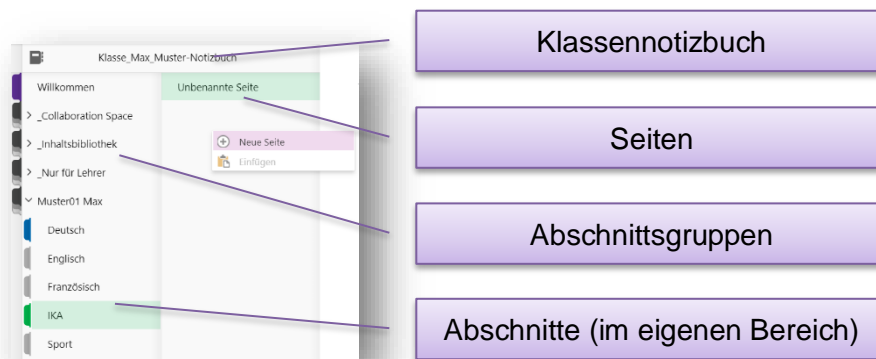 Klasse_Max_Muster-Notizbuch
Willkommen
_Collaboration Space
_Inhaltsbibliothek
_Nur für Lehrer
Muster01 Max
Deutsch
Englisch
Französisch
IKA
Sport
Unbenannte Seite
Neue Seite
Einfügen
Klassennotizbuch
Seiten
Abschnittsgruppen
Abschnitte (im eigenen Bereich)